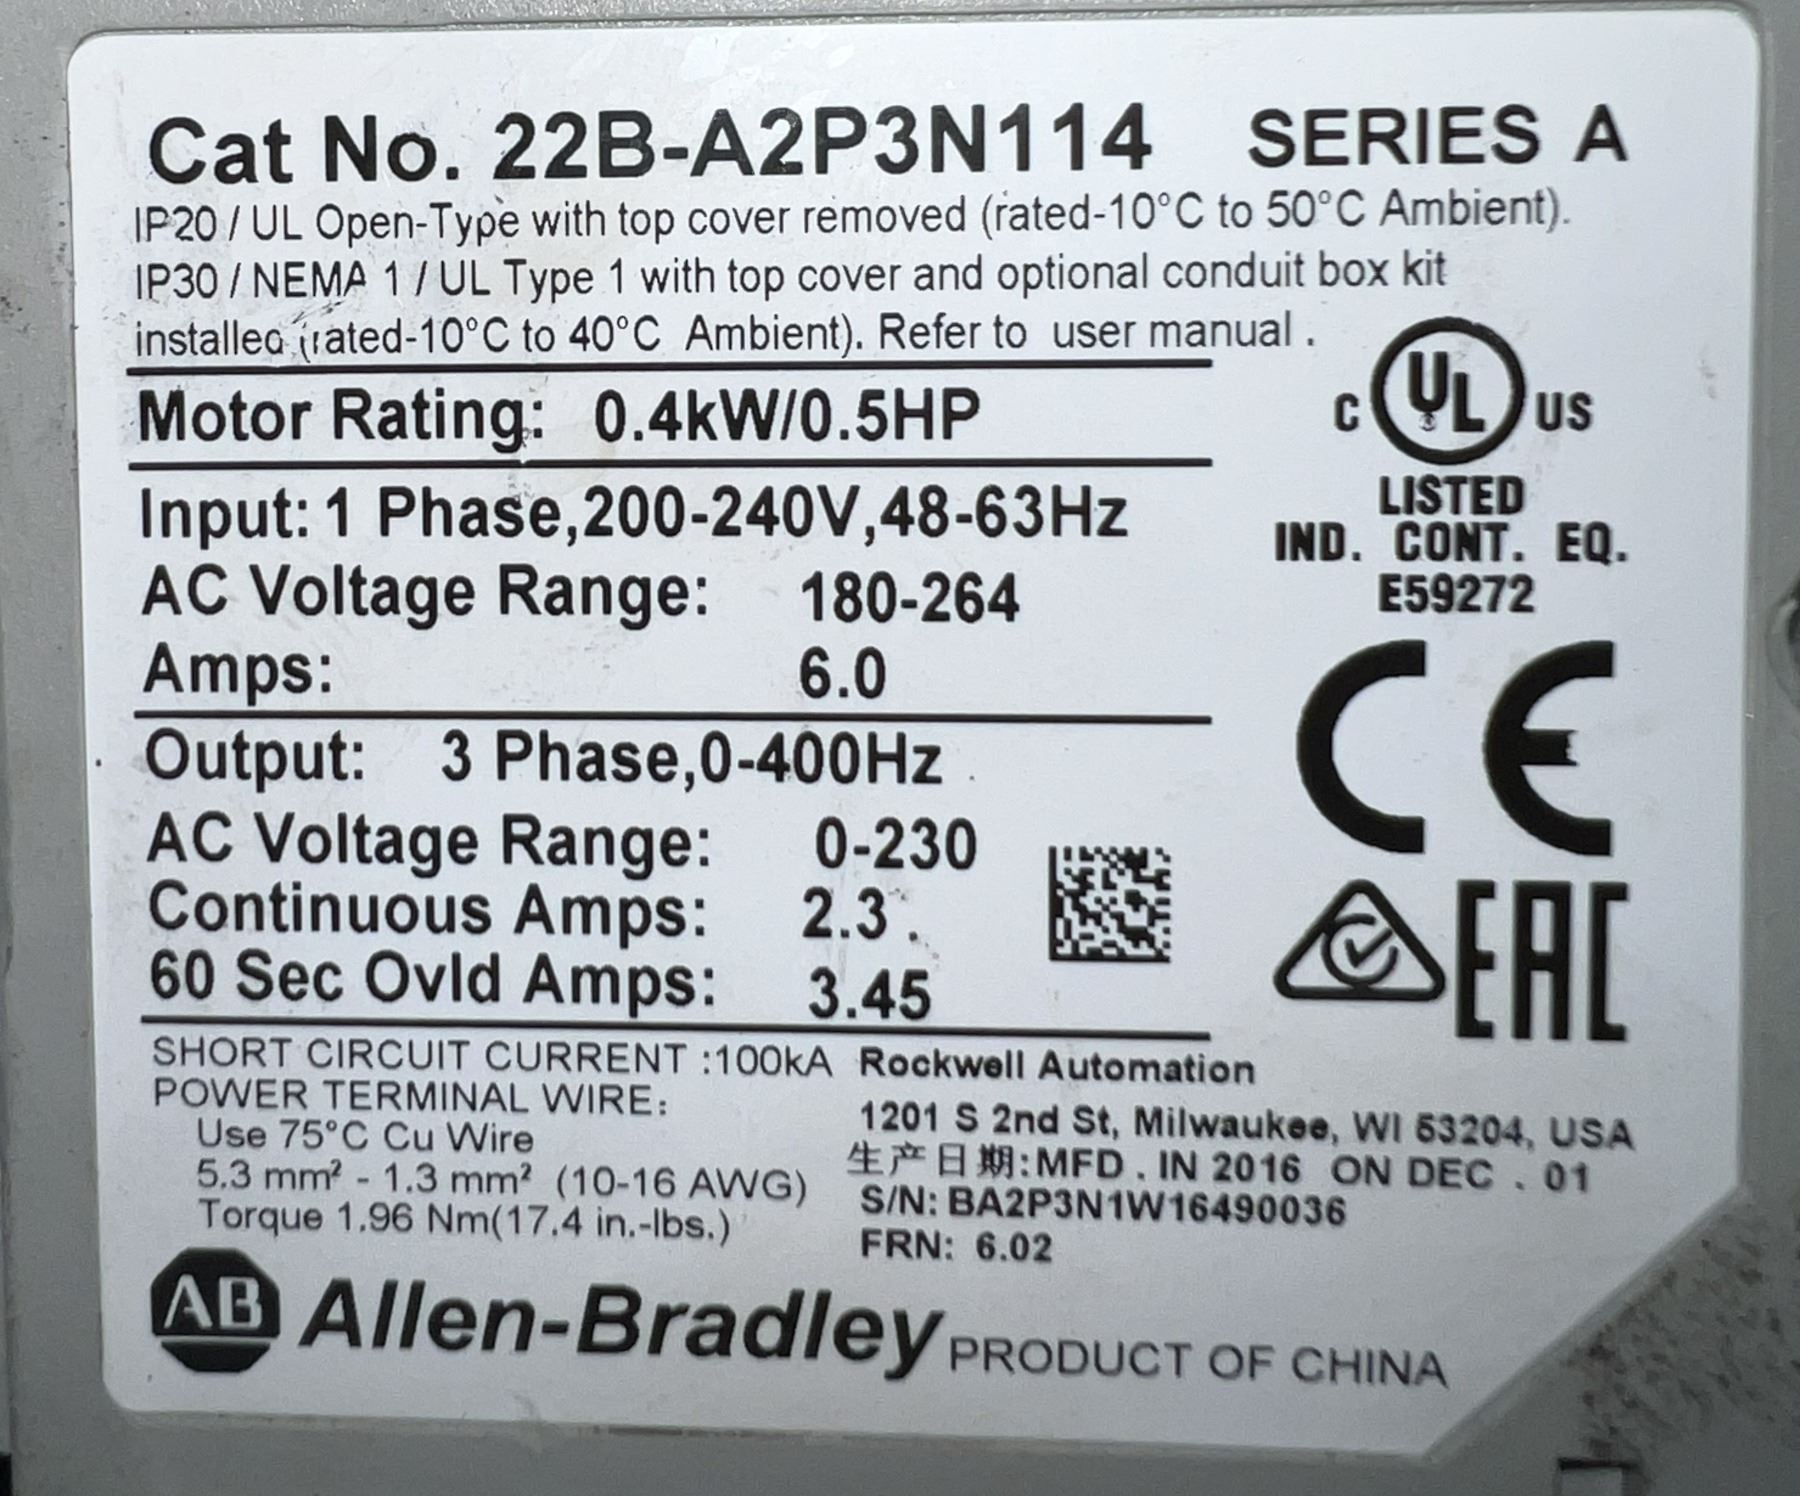 Cat No. 22B-A2P3N114 SERIES A
IP20 / UL Open-Type with top cover removed (rated-10°C to 50°C Ambient).
IP30 / NEMA 1 / UL Type 1 with top cover and optional conduit box kit
installed (rated-10°C to 40°C Ambient). Refer to user manual .
Motor Rating: 0.4kW/0.5HP
C UL US
LISTED
IND. CONT. EQ.
E59272
Input: 1 Phase,200-240V,48-63Hz
AC Voltage Range: 180-264
Amps: 6.0
CE
Output: 3 Phase,0-400Hz
AC Voltage Range: 0-230
Continuous Amps: 2.3
60 Sec Ovld Amps: 3.45
EAC
SHORT CIRCUIT CURRENT :100kA
POWER TERMINAL WIRE:
Use 75°C Cu Wire
5.3 mm² - 1.3 mm² (10-16 AWG)
Torque 1.96 Nm(17.4 in.-lbs.)
Rockwell Automation
1201 S 2nd St, Milwaukee, WI 53204, USA
生产日期:MFD . IN 2016 ON DEC . 01
S/N: BA2P3N1W16490036
FRN: 6.02
AB Allen-Bradley PRODUCT OF CHINA